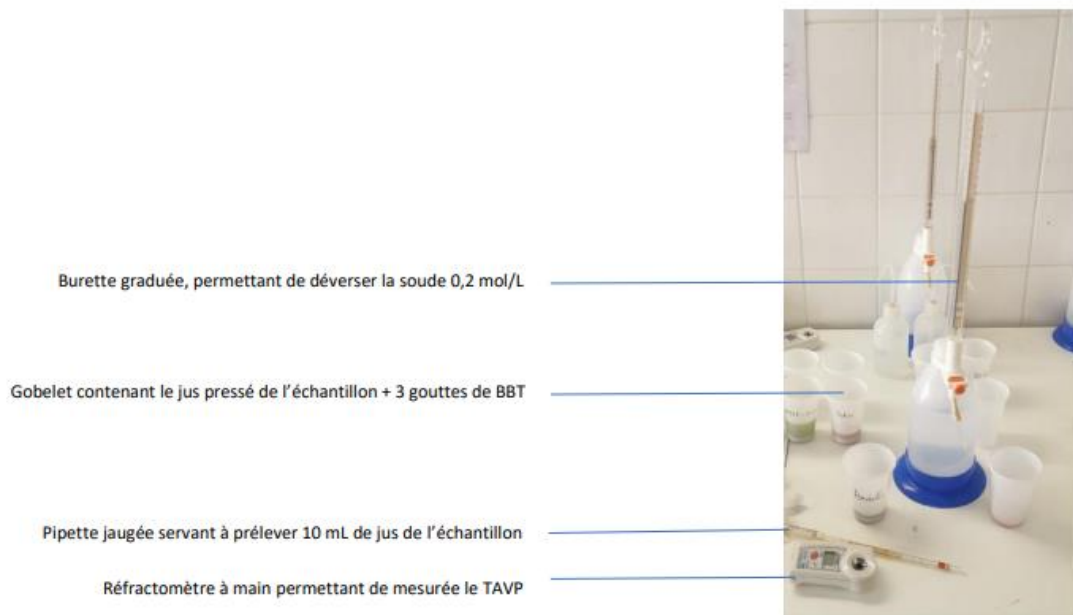 Burette graduée, permettant de déverser la soude 0,2 mol/L
Gobelet contenant le jus pressé de l'échantillon + 3 gouttes de BBT
Pipette jaugée servant à prélever 10 mL de jus de l'échantillon
Réfractomètre à main permettant de mesurée le TAVP